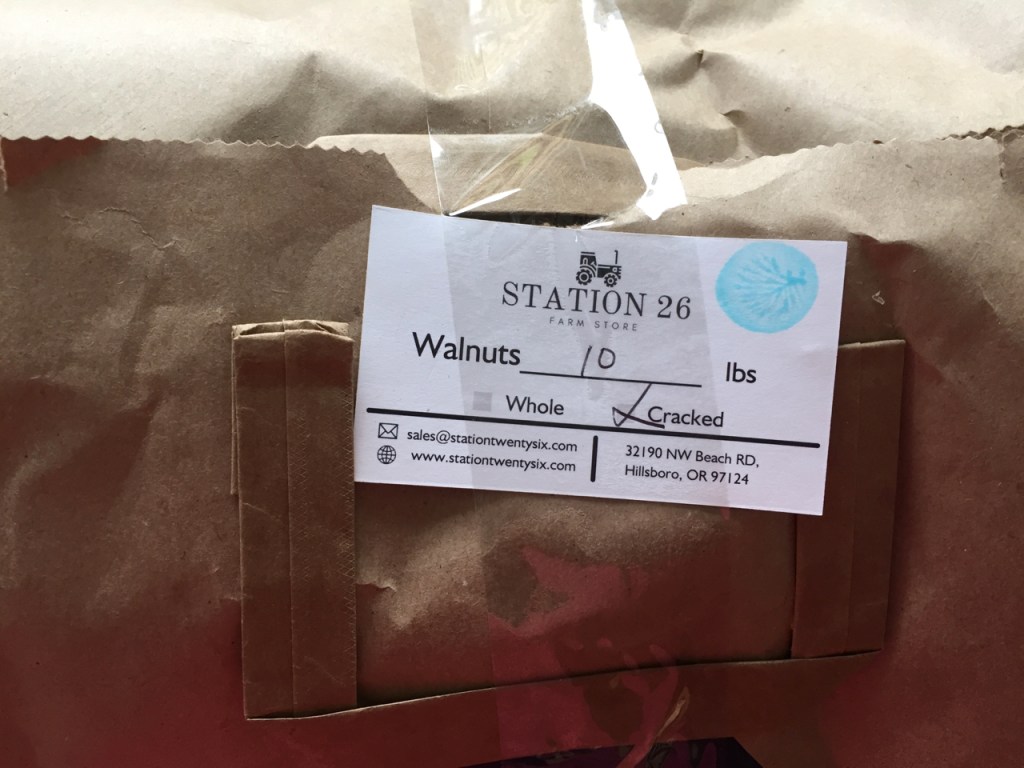 STATION 26
FARM STORE
Walnuts 10 lbs
Whole Cracked
sales@stationtwentysix.com
www.stationtwentysix.com
32190 NW Beach RD,
Hillsboro, OR 97124